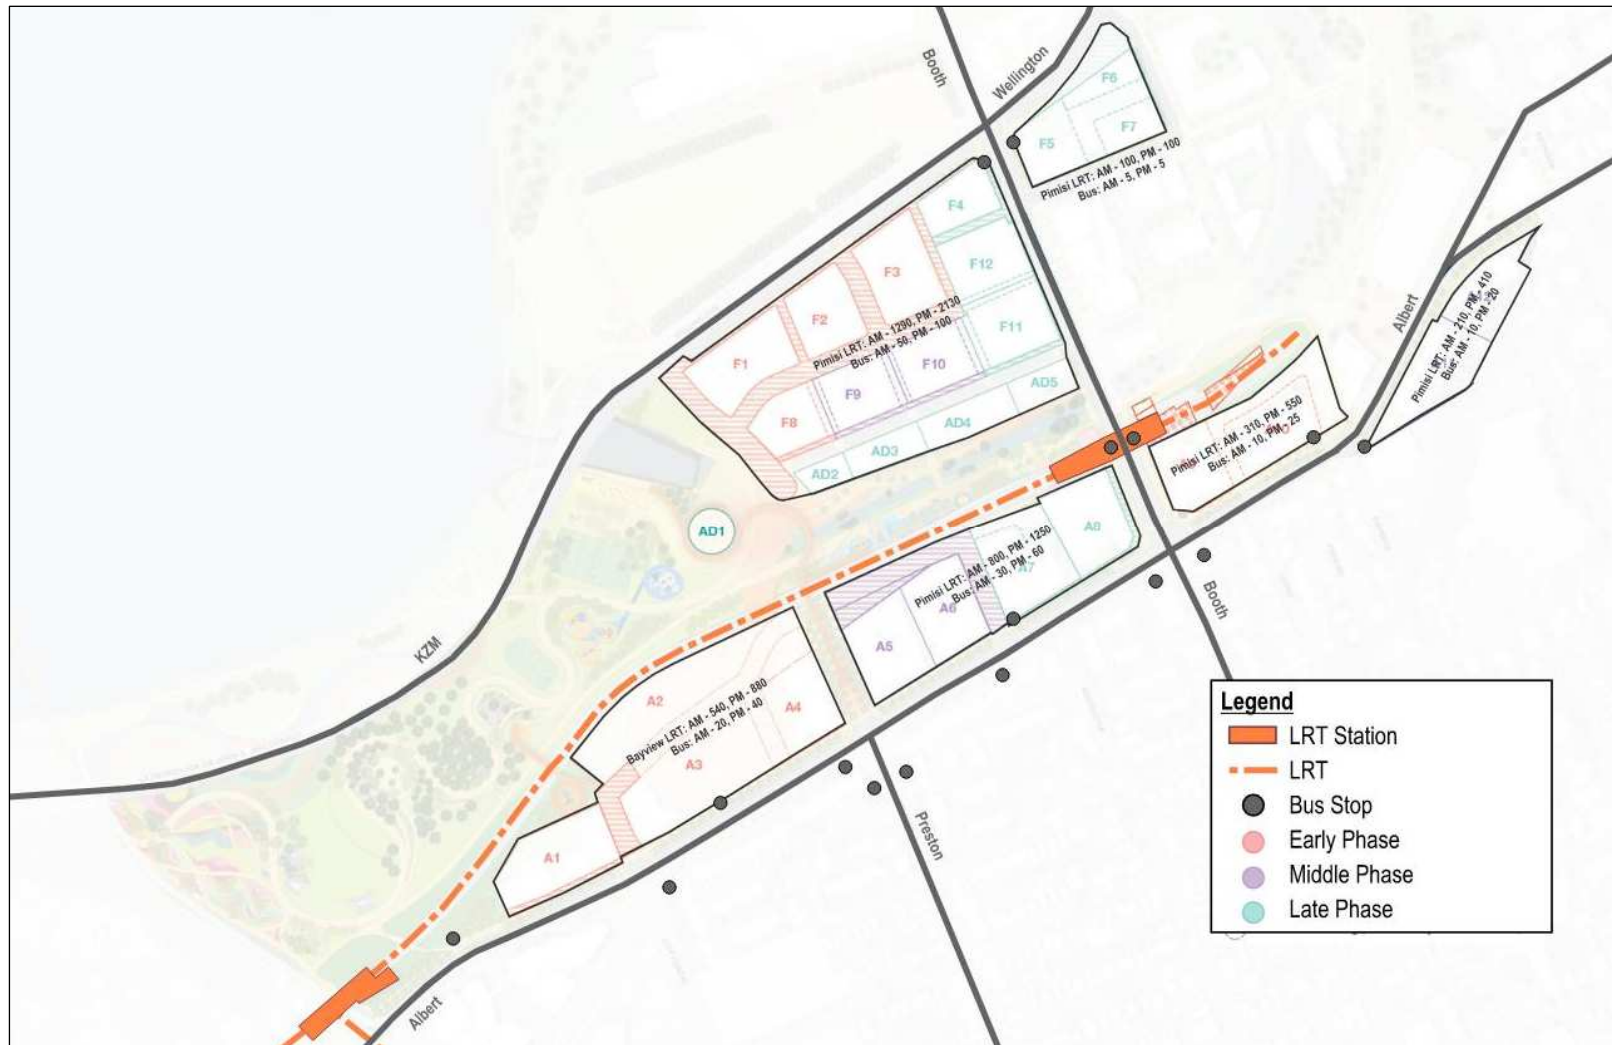 Booth
Wellington
F6
F5
F7
Pimisi LRT: AM - 100, PM - 100
Bus: AM - 5, PM - 5
F4
F3
F12
F2
F11
Pimisi LRT: AM - 1290, PM - 2130
Bus: AM - 50, PM - 100
F1
F10
F9
F8
AD5
AD4
AD3
AD2
AD1
Albert
Pimisi LRT: AM - 210, PM - 410
Bus: AM - 10, PM - 20
Pimisi LRT: AM - 310, PM - 550
Bus: AM - 10, PM - 25
A8
Pimisi LRT: AM - 800, PM - 1250
Bus: AM - 30, PM - 60
A7
A6
A5
Booth
KZM
A2
A4
Bayview LRT: AM - 540, PM - 880
Bus: AM - 20, PM - 40
A3
A1
Preston
Albert
Legend
LRT Station
LRT
Bus Stop
Early Phase
Middle Phase
Late Phase